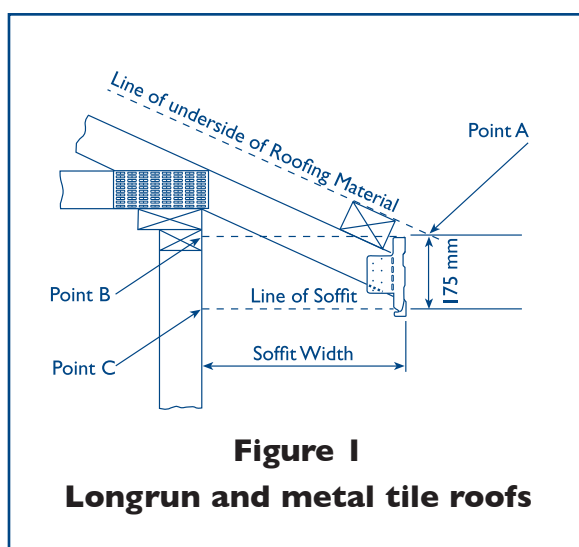 Line of underside of Roofing Material
Point A
175 mm
Point B
Line of Soffit
Point C
Soffit Width
Figure 1
Longrun and metal tile roofs